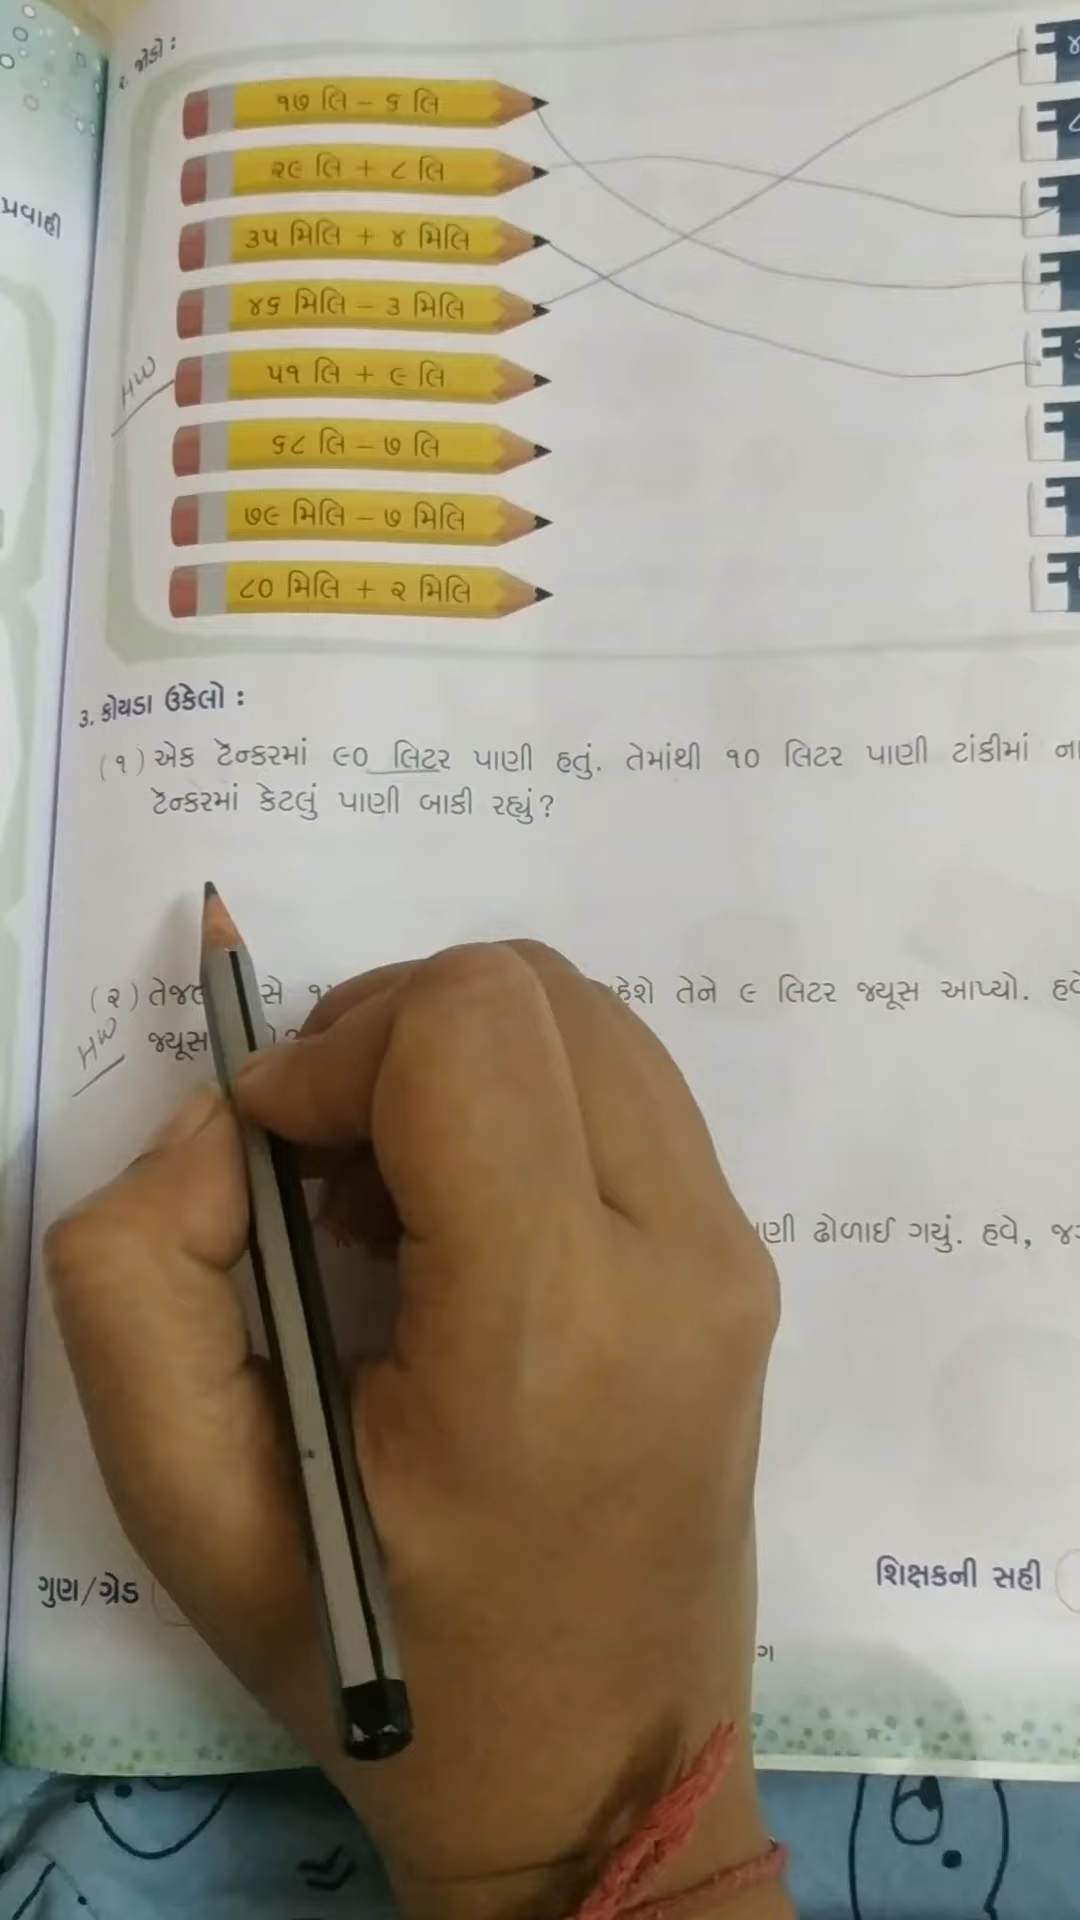 ૨. જોડો :
૧૭ લિ – ૬ લિ
૨૯ લિ + ૮ લિ
૩૫ મિલિ + ૪ મિલિ
૪૬ મિલિ – ૩ મિલિ
૫૧ લિ + ૯ લિ
૬૮ લિ – ૭ લિ
૭૯ મિલિ – ૭ મિલિ
૮૦ મિલિ + ૨ મિલિ
પ્રવાહી
HW
૩. કોયડા ઉકેલો :
(૧) એક ટૅન્કરમાં ૯૦ લિટર પાણી હતું. તેમાંથી ૧૦ લિટર પાણી ટાંકીમાં
ટૅન્કરમાં કેટલું પાણી બાકી રહ્યું?
(૨) તેને ૯ લિટર જ્યૂસ આપ્યો.
HW જ્યૂસ
ઢોળાઈ ગયું. હવે,
ગુણ/ગ્રેડ
શિક્ષકની સહી